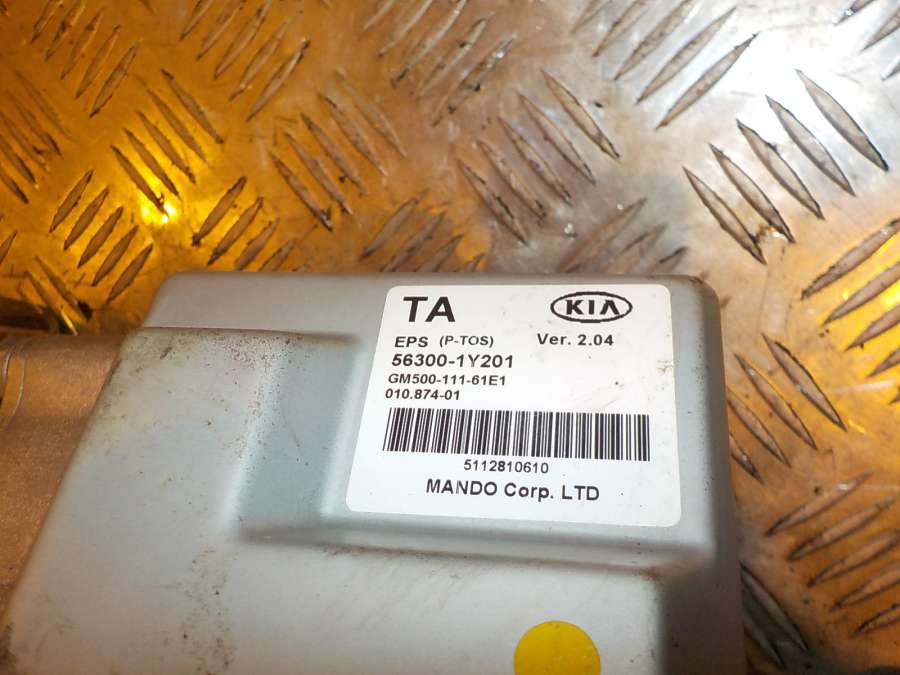 TA KIA
EPS (P-TOS) Ver. 2.04
56300-1Y201
GM500-111-61E1
010.874-01
5112810610
MANDO Corp. LTD